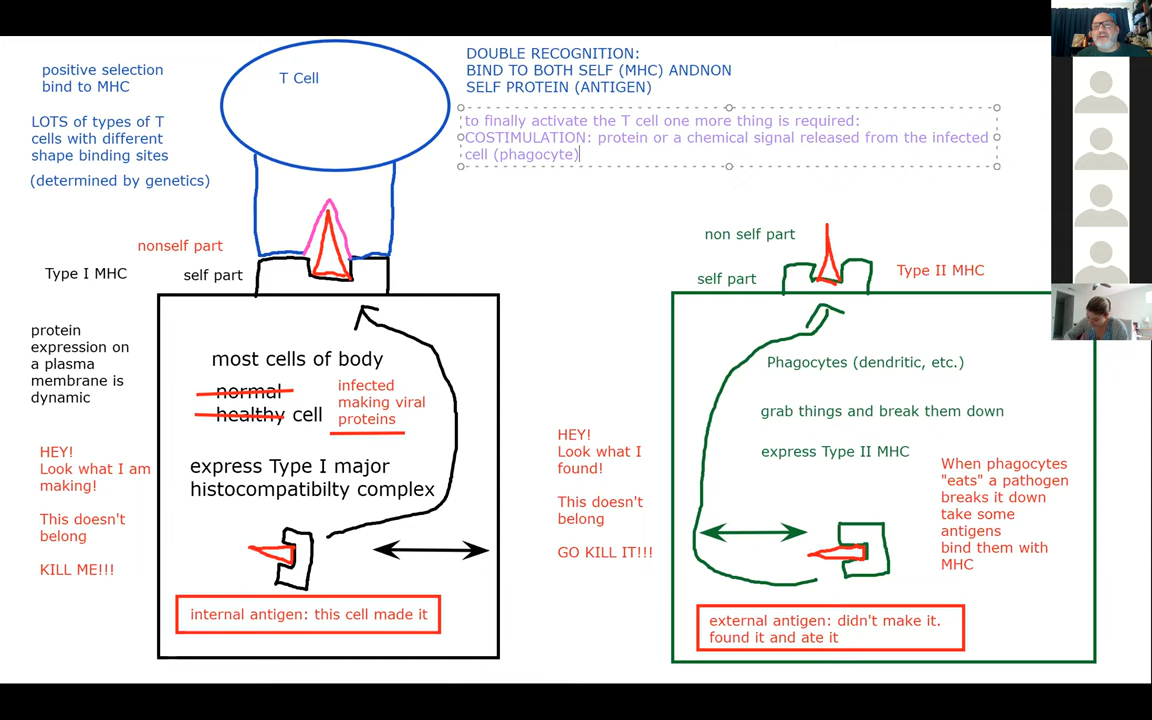 positive selection
bind to MHC
LOTS of types of T
cells with different
shape binding sites
(determined by genetics)
T Cell
DOUBLE RECOGNITION:
BIND TO BOTH SELF (MHC) ANDNON
SELF PROTEIN (ANTIGEN)
to finally activate the T cell one more thing is required:
COSTIMULATION: protein or a chemical signal released from the infected
cell (phagocyte)
nonself part
Type I MHC
self part
protein
expression on
a plasma
membrane is
dynamic
most cells of body
normal
healthy cell
infected
making viral
proteins
express Type I major
histocompatibilty complex
HEY!
Look what I am
making!
This doesn't
belong
KILL ME!!!
internal antigen: this cell made it
non self part
self part
Type II MHC
Phagocytes (dendritic, etc.)
grab things and break them down
express Type II MHC
HEY!
Look what I
found!
This doesn't
belong
GO KILL IT!!!
When phagocytes
"eats" a pathogen
breaks it down
take some
antigens
bind them with
MHC
external antigen: didn't make it.
found it and ate it